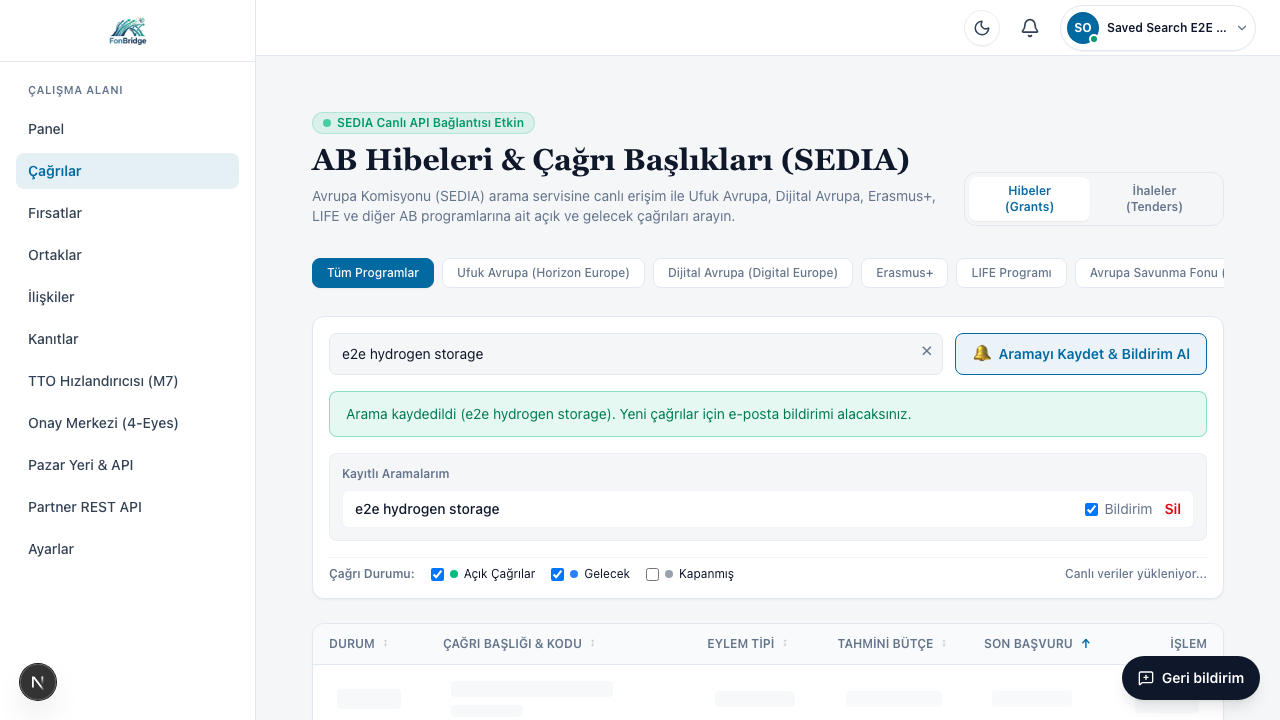 FonBridge
SO
Saved Search E2E ...
ÇALIŞMA ALANI
Panel
Çağrılar
Fırsatlar
Ortaklar
İlişkiler
Kanıtlar
TTO Hızlandırıcısı (M7)
Onay Merkezi (4-Eyes)
Pazar Yeri & API
Partner REST API
Ayarlar
N
SEDIA Canlı API Bağlantısı Etkin
AB Hibeleri & Çağrı Başlıkları (SEDIA)
Avrupa Komisyonu (SEDIA) arama servisine canlı erişim ile Ufuk Avrupa, Dijital Avrupa, Erasmus+,
LIFE ve diğer AB programlarına ait açık ve gelecek çağrıları arayın.
Hibeler
(Grants)
İhaleler
(Tenders)
Tüm Programlar
Ufuk Avrupa (Horizon Europe)
Dijital Avrupa (Digital Europe)
Erasmus+
LIFE Programı
Avrupa Savunma Fonu (
e2e hydrogen storage
Aramayı Kaydet & Bildirim Al
Arama kaydedildi (e2e hydrogen storage). Yeni çağrılar için e-posta bildirimi alacaksınız.
Kayıtlı Aramalarım
e2e hydrogen storage
Bildirim
Sil
Çağrı Durumu:
Açık Çağrılar
Gelecek
Kapanmış
Canlı veriler yükleniyor...
DURUM
ÇAĞRI BAŞLIĞI & KODU
EYLEM TİPİ
TAHMİNİ BÜTÇE
SON BAŞVURU
İŞLEM
Geri bildirim